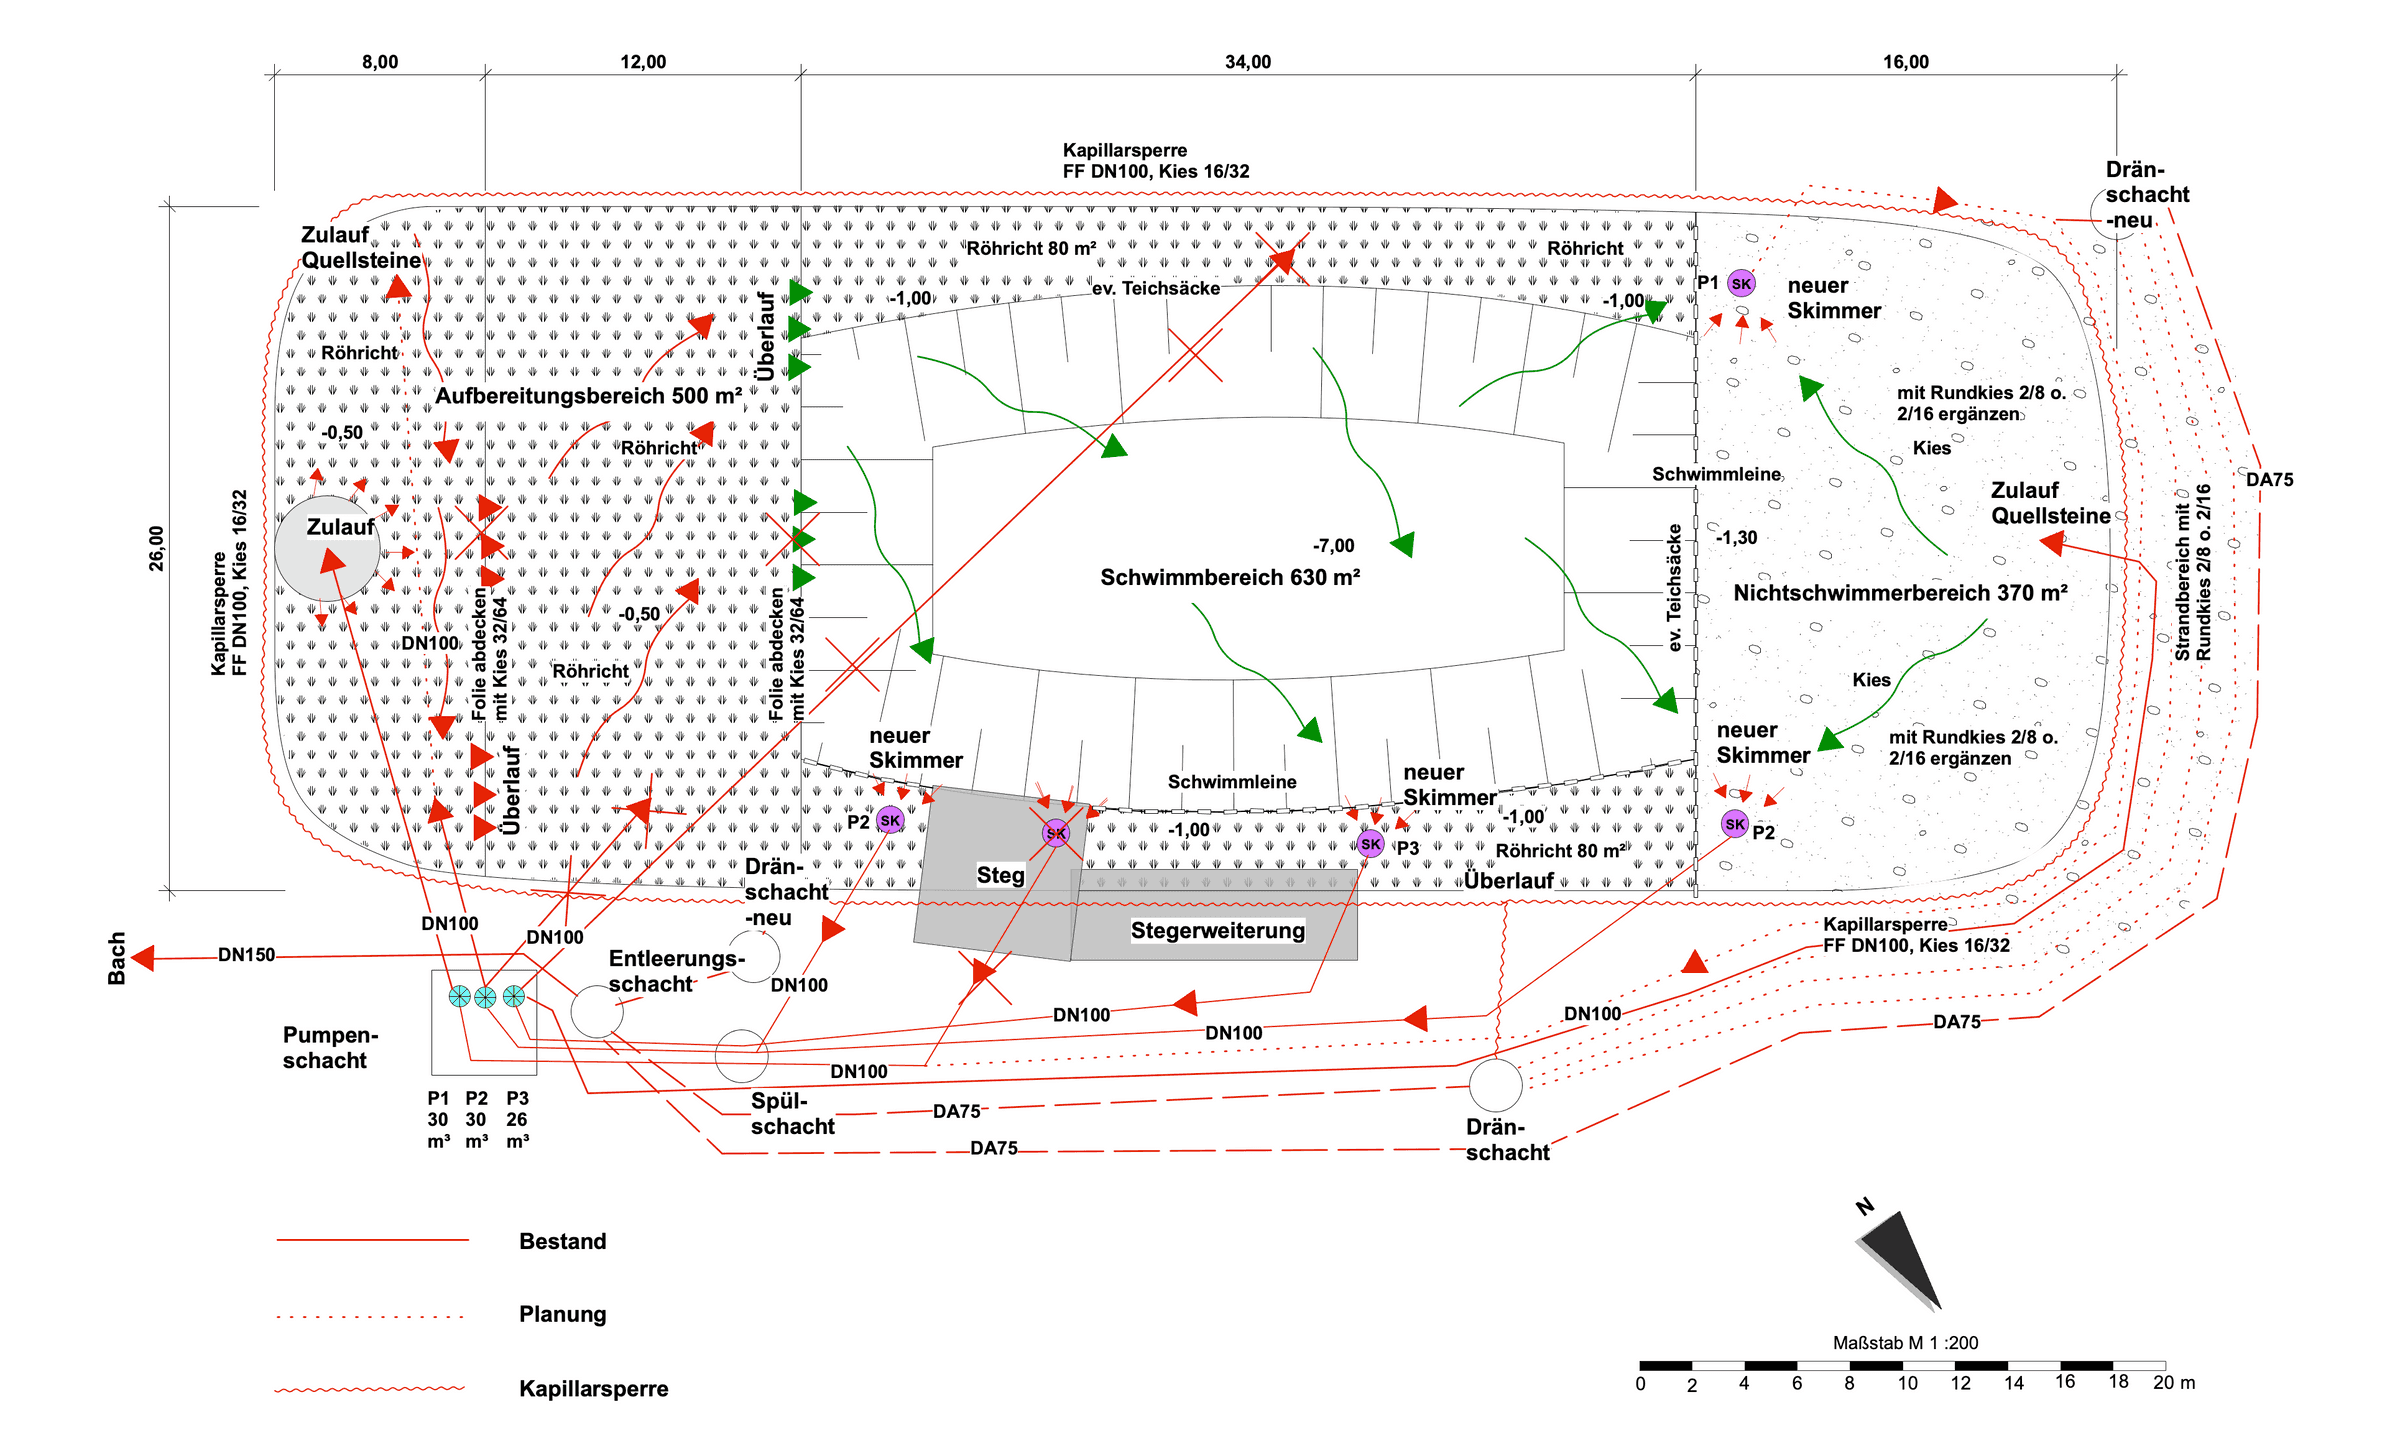 8,00
12,00
34,00
16,00
Kapillarsperre
FF DN100, Kies 16/32
Drän-
schacht
-neu
Zulauf
Quellsteine
Röhricht 80 m²
Röhricht
P1
SK
neuer
Skimmer
-1,00
ev. Teichsäcke
-1,00
Überlauf
Röhricht
Aufbereitungsbereich 500 m²
-0,50
Röhricht
mit Rundkies 2/8 o.
2/16 ergänzen
Kies
Schwimmleine
Zulauf
Quellsteine
DA75
26,00
Kapillarsperre
FF DN100, Kies 16/32
Zulauf
-7,00
Schwimmbereich 630 m²
ev. Teichsäcke
-1,30
Nichtschwimmerbereich 370 m²
Strandbereich mit
Rundkies 2/8 o. 2/16
DN100
Folie abdecken
mit Kies 32/64
-0,50
Röhricht
Folie abdecken
mit Kies 32/64
Kies
neuer
Skimmer
mit Rundkies 2/8 o.
2/16 ergänzen
neuer
Skimmer
Überlauf
Schwimmleine
neuer
Skimmer
P2
SK
SK
-1,00
SK
P3
-1,00
SK
P2
Röhricht 80 m²
Überlauf
Steg
Stegerweiterung
Drän-
schacht
-neu
DN100
DN100
Kapillarsperre
FF DN100, Kies 16/32
Bach
DN150
Entleerungs-
schacht
DN100
DN100
DN100
DN100
DA75
Pumpen-
schacht
DN100
P1
30
m³
P2
30
m³
P3
26
m³
Spül-
schacht
DA75
DA75
Drän-
schacht
N
Bestand
Planung
Kapillarsperre
Maßstab M 1 :200
0 2 4 6 8 10 12 14 16 18 20 m